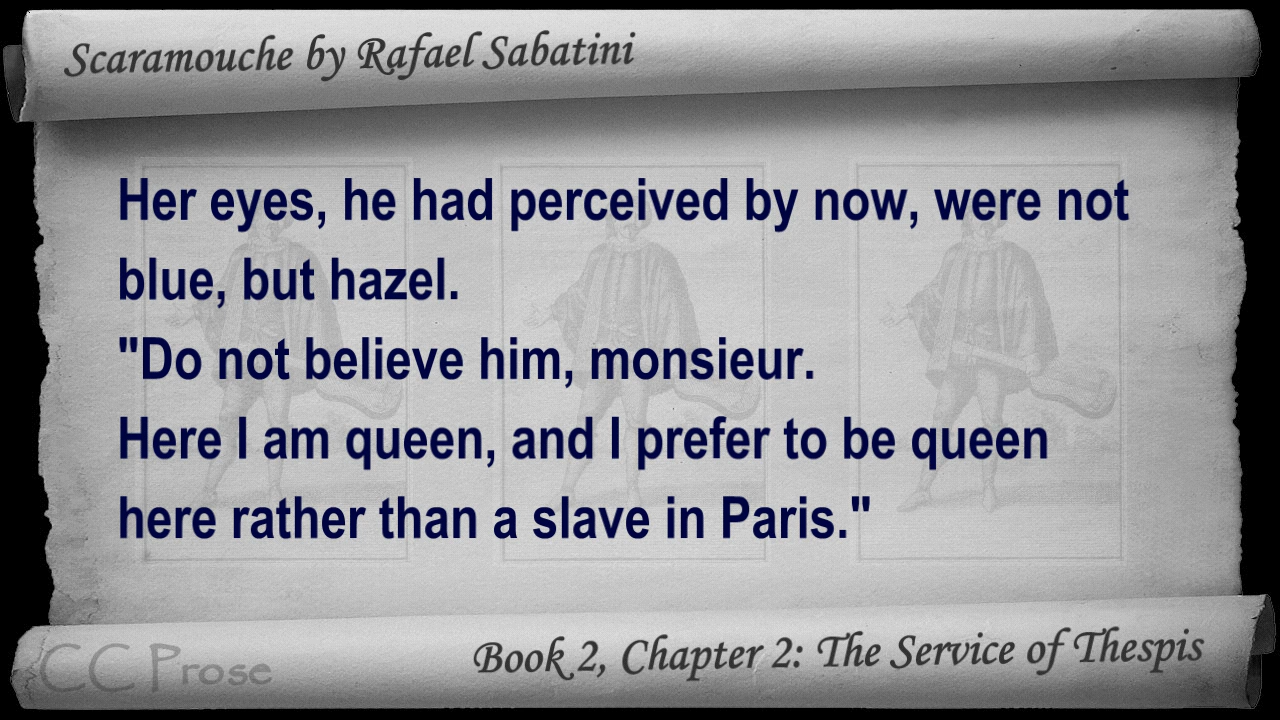 Scaramouche by Rafael Sabatini
Her eyes, he had perceived by now, were not
blue, but hazel.
"Do not believe him, monsieur.
Here I am queen, and I prefer to be queen
here rather than a slave in Paris."
CC Prose
Book 2, Chapter 2: The Service of Thespis